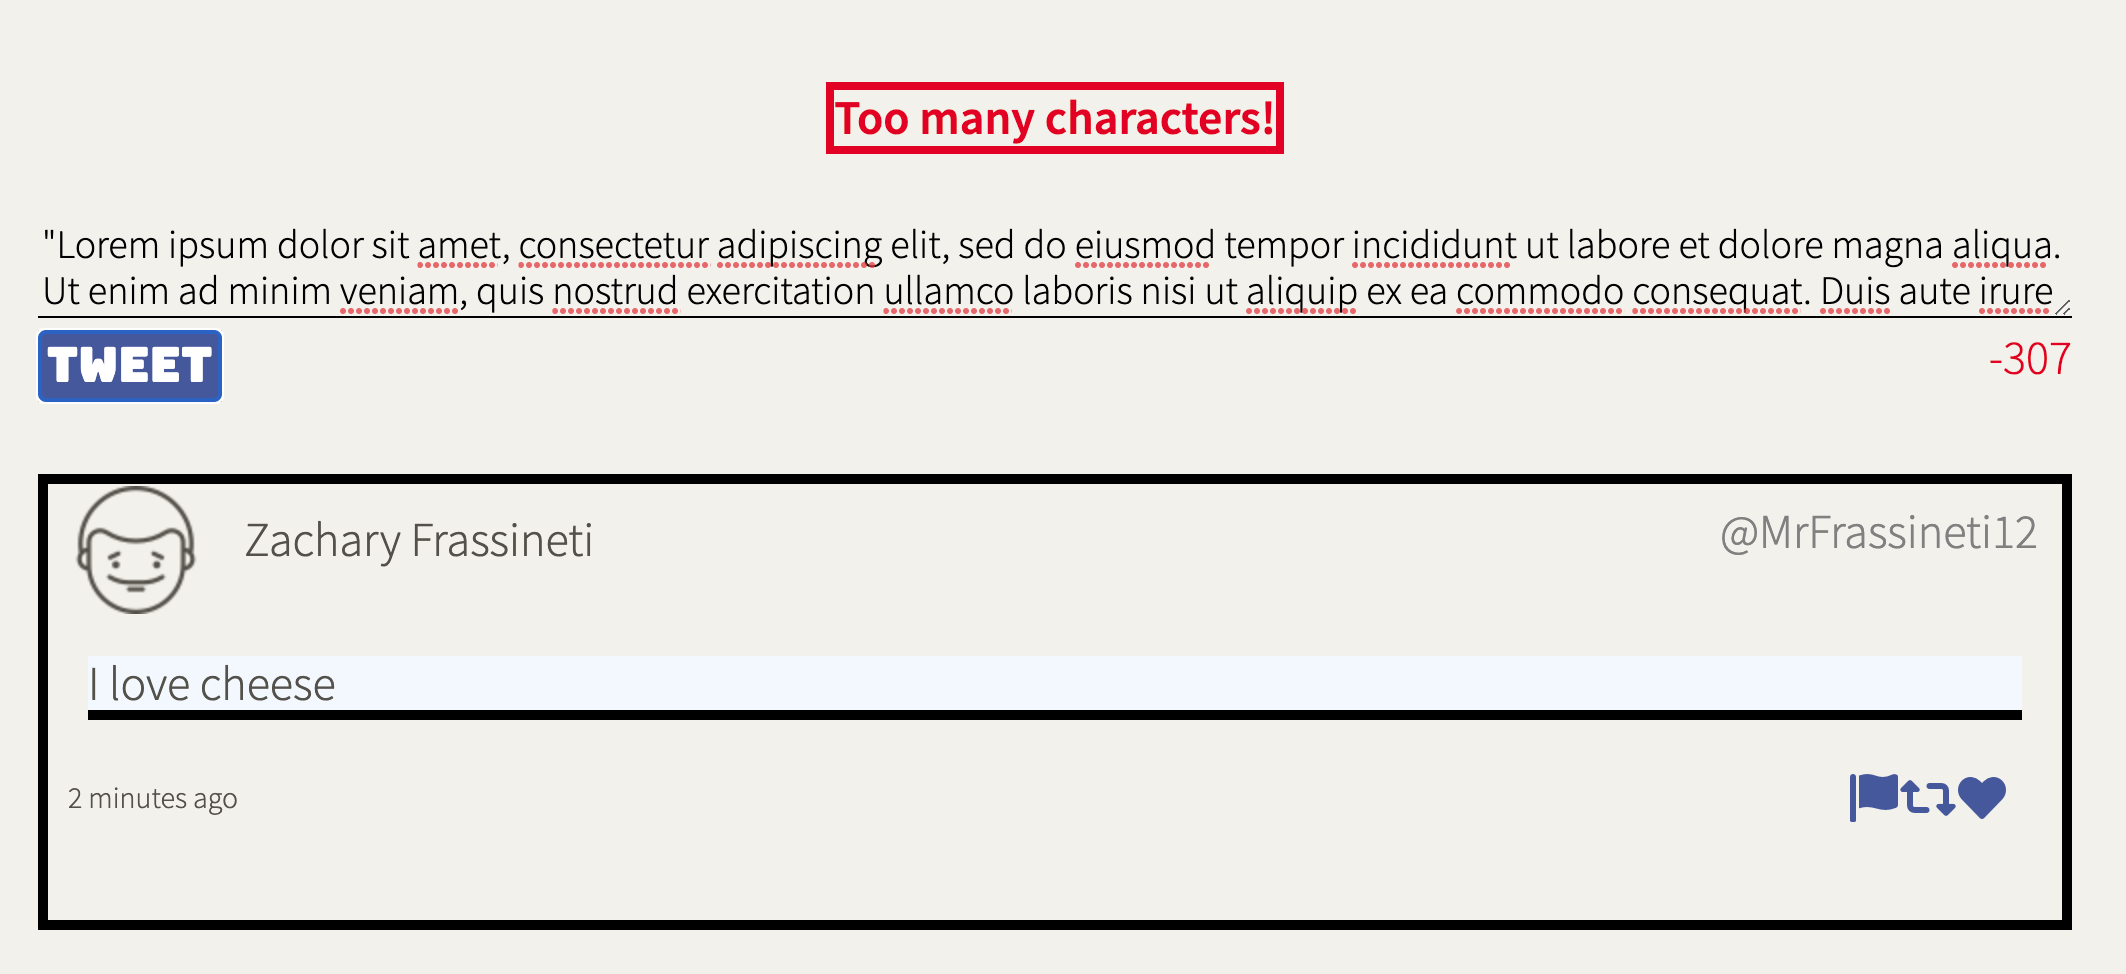 Too many characters!
"Lorem ipsum dolor sit amet, consectetur adipiscing elit, sed do eiusmod tempor incididunt ut labore et dolore magna aliqua.
Ut enim ad minim veniam, quis nostrud exercitation ullamco laboris nisi ut aliquip ex ea commodo consequat. Duis aute irure
TWEET
-307
Zachary Frassineti
@MrFrassineti12
I love cheese
2 minutes ago